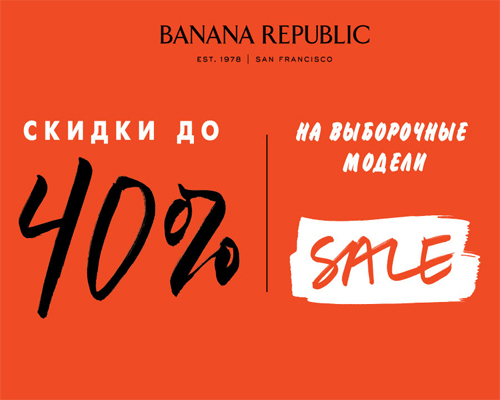 BANANA REPUBLIC
EST. 1978 | SAN FRANCISCO
СКИДКИ ДО
40%
НА ВЫБОРОЧНЫЕ
МОДЕЛИ
SALE